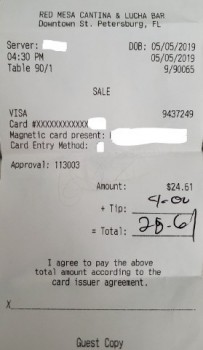 RED MESA CANTINA & LUCHA BAR
Downtown St. Petersburg, FL
Server: DOB: 05/05/2019
04:30 PM 05/05/2019
Table 90/1 9/90065
SALE
VISA 9437249
Card #XXXXXXXXXXXX
Magnetic card present:
Card Entry Method:
Approval: 113003
Amount: $24.61
+ Tip: 4-00
= Total: 28-61
I agree to pay the above
total amount according to the
card issuer agreement.
X
Guest Copy